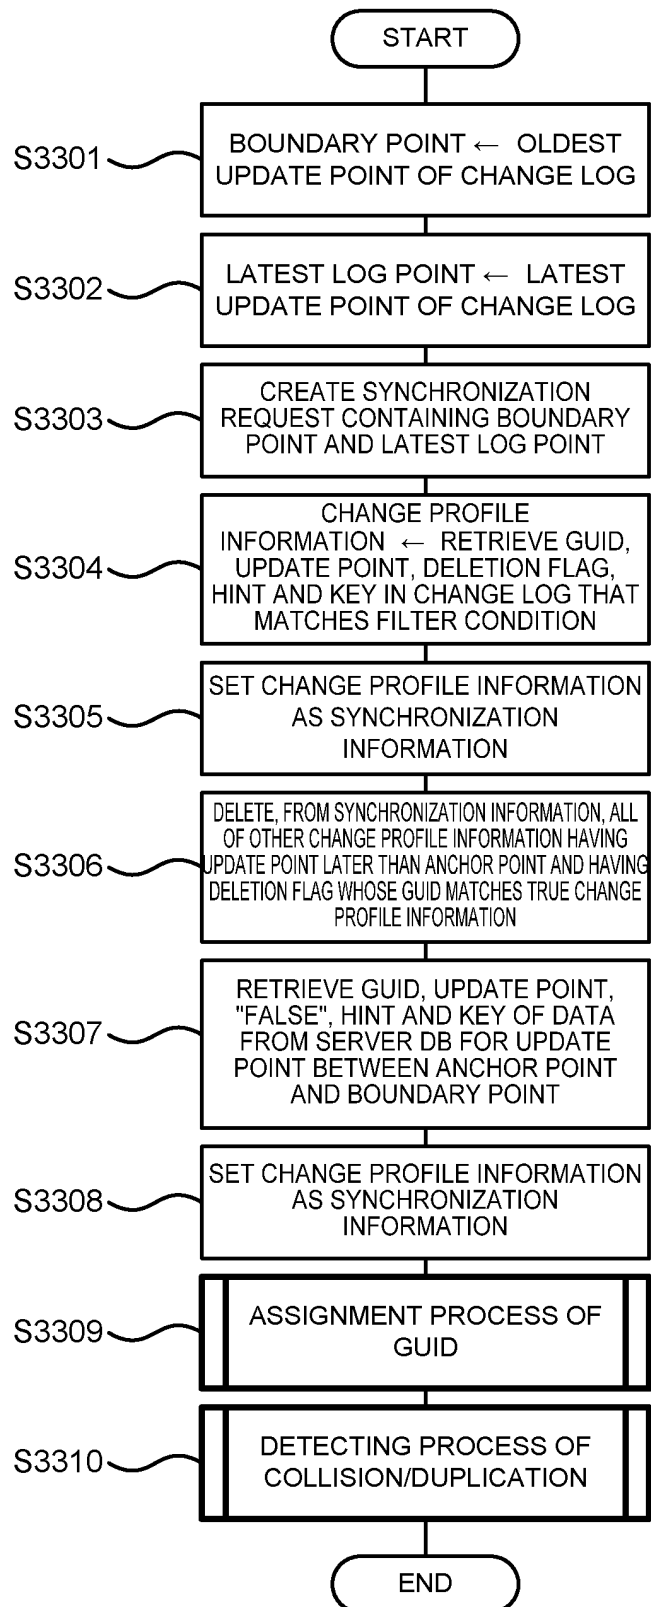 START
S3301
BOUNDARY POINT ← OLDEST
UPDATE POINT OF CHANGE LOG
S3302
LATEST LOG POINT ← LATEST
UPDATE POINT OF CHANGE LOG
S3303
CREATE SYNCHRONIZATION
REQUEST CONTAINING BOUNDARY
POINT AND LATEST LOG POINT
S3304
CHANGE PROFILE
INFORMATION ← RETRIEVE GUID,
UPDATE POINT, DELETION FLAG,
HINT AND KEY IN CHANGE LOG THAT
MATCHES FILTER CONDITION
S3305
SET CHANGE PROFILE INFORMATION
AS SYNCHRONIZATION
INFORMATION
S3306
DELETE, FROM SYNCHRONIZATION INFORMATION, ALL
OF OTHER CHANGE PROFILE INFORMATION HAVING
UPDATE POINT LATER THAN ANCHOR POINT AND HAVING
DELETION FLAG WHOSE GUID MATCHES TRUE CHANGE
PROFILE INFORMATION
S3307
RETRIEVE GUID, UPDATE POINT,
"FALSE", HINT AND KEY OF DATA
FROM SERVER DB FOR UPDATE
POINT BETWEEN ANCHOR POINT
AND BOUNDARY POINT
S3308
SET CHANGE PROFILE INFORMATION
AS SYNCHRONIZATION
INFORMATION
S3309
ASSIGNMENT PROCESS OF
GUID
S3310
DETECTING PROCESS OF
COLLISION/DUPLICATION
END